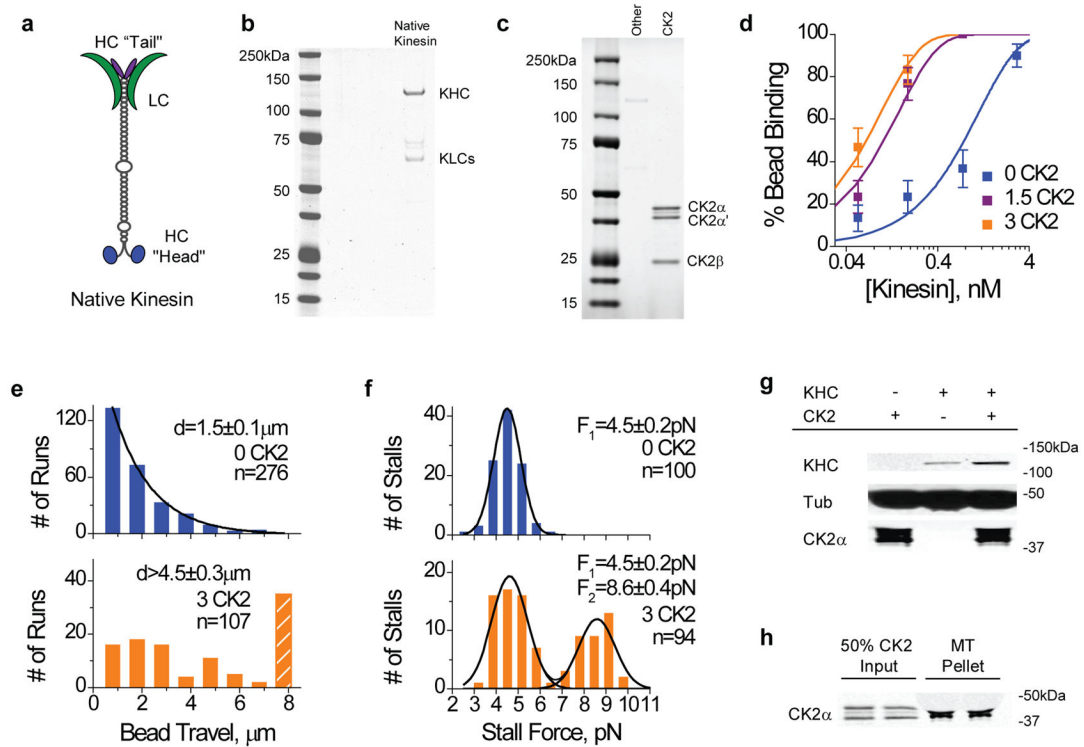 a
HC "Tail"
LC
HC
"Head"
Native Kinesin
b
Native
Kinesin
250kDa
150
100
75
50
25
15
KHC
KLCs
c
Other
CK2
250kDa
150
100
75
50
25
15
CK2α
CK2α'
CK2β
d
% Bead Binding
100
80
60
40
20
0
0 CK2
1.5 CK2
3 CK2
0.04
0.4
4
[Kinesin], nM
e
# of Runs
120
60
0
d=1.5±0.1μm
0 CK2
n=276
# of Runs
40
20
0
d>4.5±0.3μm
3 CK2
n=107
0
2
4
6
8
Bead Travel, μm
f
# of Stalls
40
20
0
F1=4.5±0.2pN
0 CK2
n=100
# of Stalls
20
10
0
F1=4.5±0.2pN
F2=8.6±0.4pN
3 CK2
n=94
2 3 4 5 6 7 8 9 10 11
Stall Force, pN
g
KHC - + +
CK2 + - +
KHC
-150kDa
-100
Tub
-50
CK2α
-37
h
50% CK2
Input
MT
Pellet
CK2α
-50kDa
-37